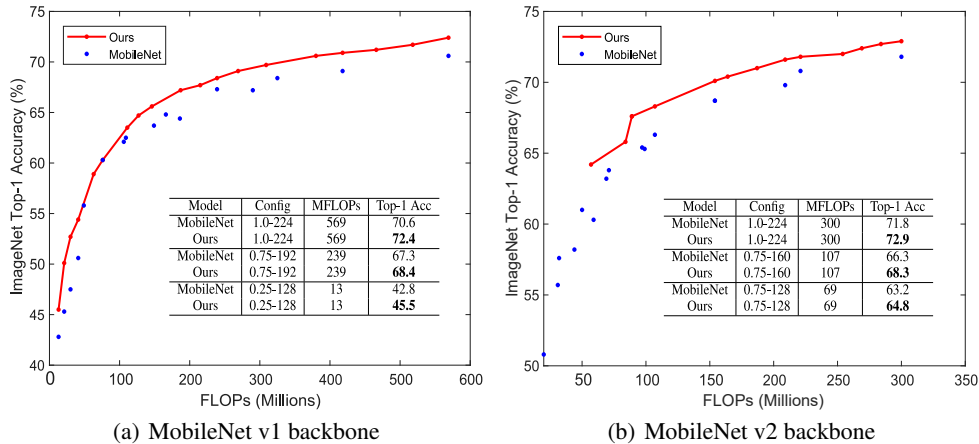 75
70
65
60
55
50
45
40
0
100
200
300
400
500
600
ImageNet Top-1 Accuracy (%)
FLOPs (Millions)
Ours
MobileNet
Model Config MFLOPs Top-1 Acc
MobileNet 1.0-224 569 70.6
Ours 1.0-224 569 72.4
MobileNet 0.75-192 239 67.3
Ours 0.75-192 239 68.4
MobileNet 0.25-128 13 42.8
Ours 0.25-128 13 45.5
(a) MobileNet v1 backbone
75
70
65
60
55
50
50
100
150
200
250
300
350
ImageNet Top-1 Accuracy (%)
FLOPs (Millions)
Ours
MobileNet
Model Config MFLOPs Top-1 Acc
MobileNet 1.0-224 300 71.8
Ours 1.0-224 300 72.9
MobileNet 0.75-160 107 66.3
Ours 0.75-160 107 68.3
MobileNet 0.75-128 69 63.2
Ours 0.75-128 69 64.8
(b) MobileNet v2 backbone